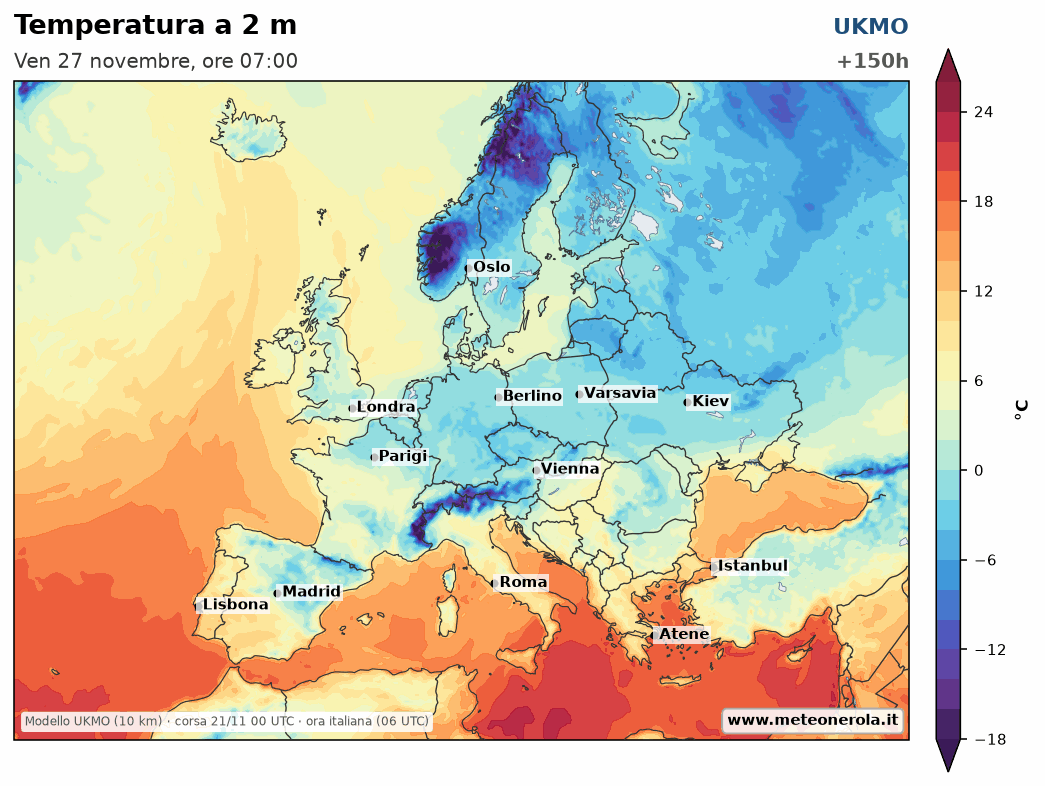 Temperatura a 2 m
UKMO
Ven 27 novembre, ore 07:00
+150h
24
18
12
6
0
−6
−12
−18
°C
Oslo
Berlino
Varsavia
Kiev
Londra
Parigi
Vienna
Istanbul
Roma
Madrid
Lisbona
Atene
Modello UKMO (10 km) · corsa 21/11 00 UTC · ora italiana (06 UTC)
www.meteonerola.it